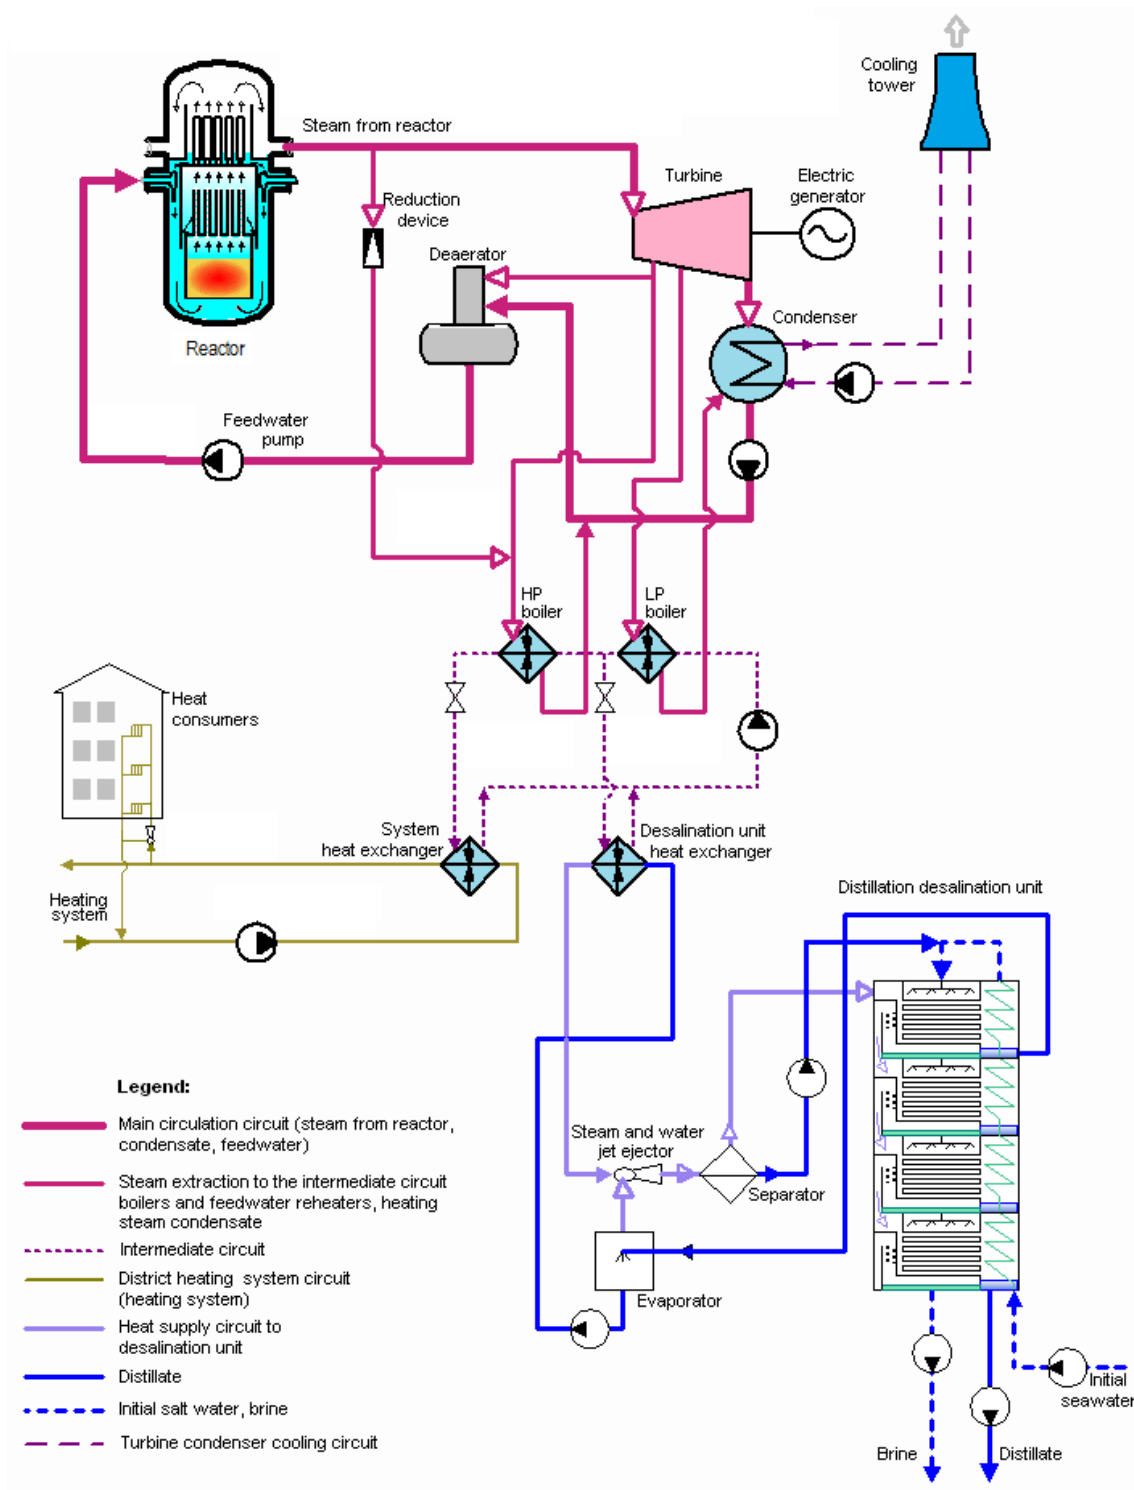 Cooling
tower
Steam from reactor
Turbine
Electric
generator
Reduction
device
Deaerator
Condenser
Reactor
Feedwater
pump
HP
boiler
LP
boiler
Heat
consumers
System
heat exchanger
Desalination unit
heat exchanger
Heating
system
Distillation desalination unit
Legend:
Main circulation circuit (steam from reactor,
condensate, feedwater)
Steam extraction to the intermediate circuit
boilers and feedwater reheaters, heating
steam condensate
Intermediate circuit
District heating system circuit
(heating system)
Heat supply circuit to
desalination unit
Distillate
Initial salt water, brine
Turbine condenser cooling circuit
Steam and water
jet ejector
Separator
Evaporator
Initial
seawater
Brine
Distillate